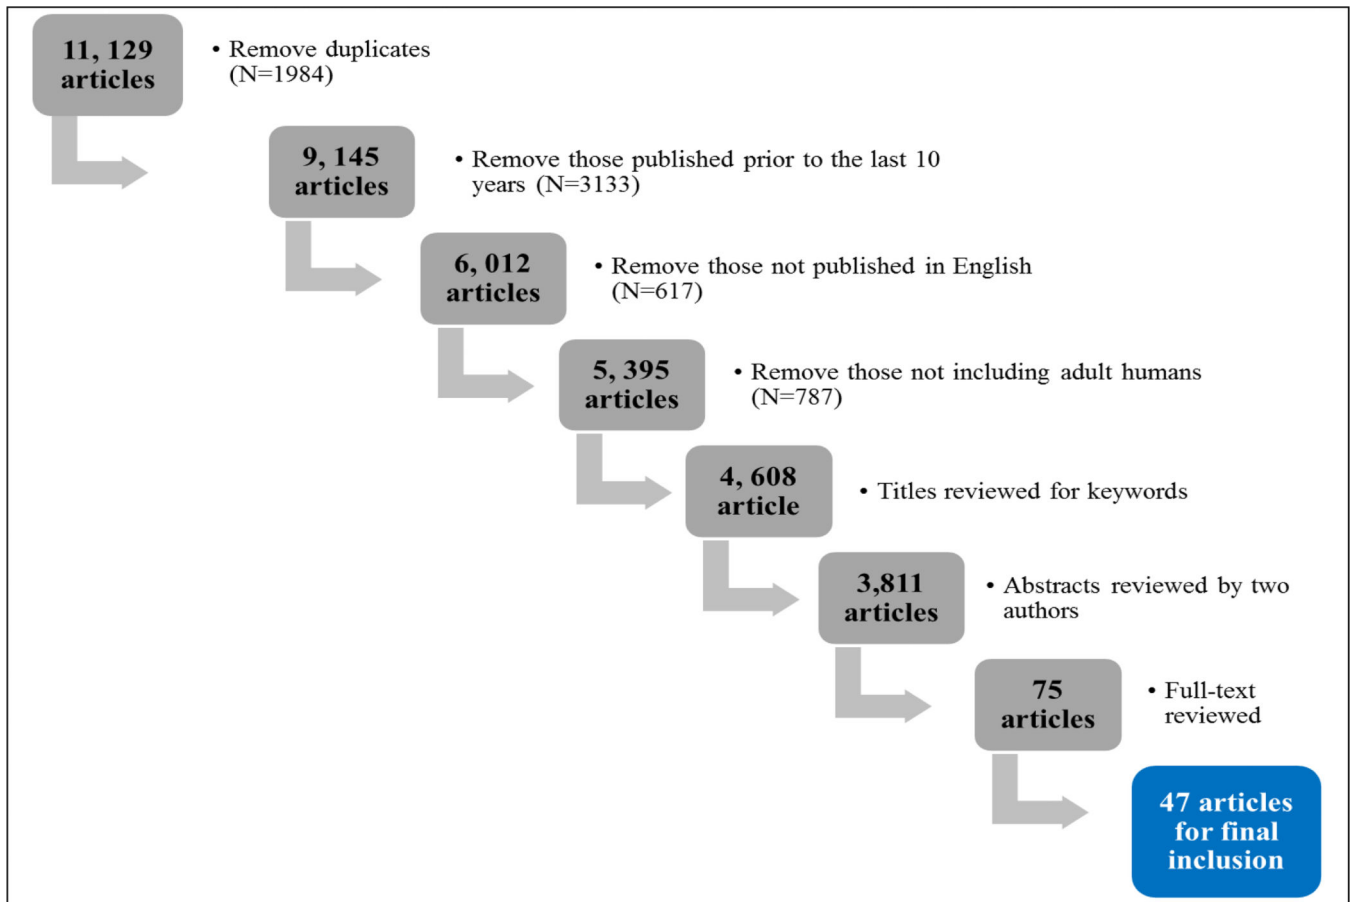 11, 129
articles
• Remove duplicates
(N=1984)
9, 145
articles
• Remove those published prior to the last 10
years (N=3133)
6, 012
articles
• Remove those not published in English
(N=617)
5, 395
articles
• Remove those not including adult humans
(N=787)
4, 608
article
• Titles reviewed for keywords
3,811
articles
• Abstracts reviewed by two
authors
75
articles
• Full-text
reviewed
47 articles
for final
inclusion